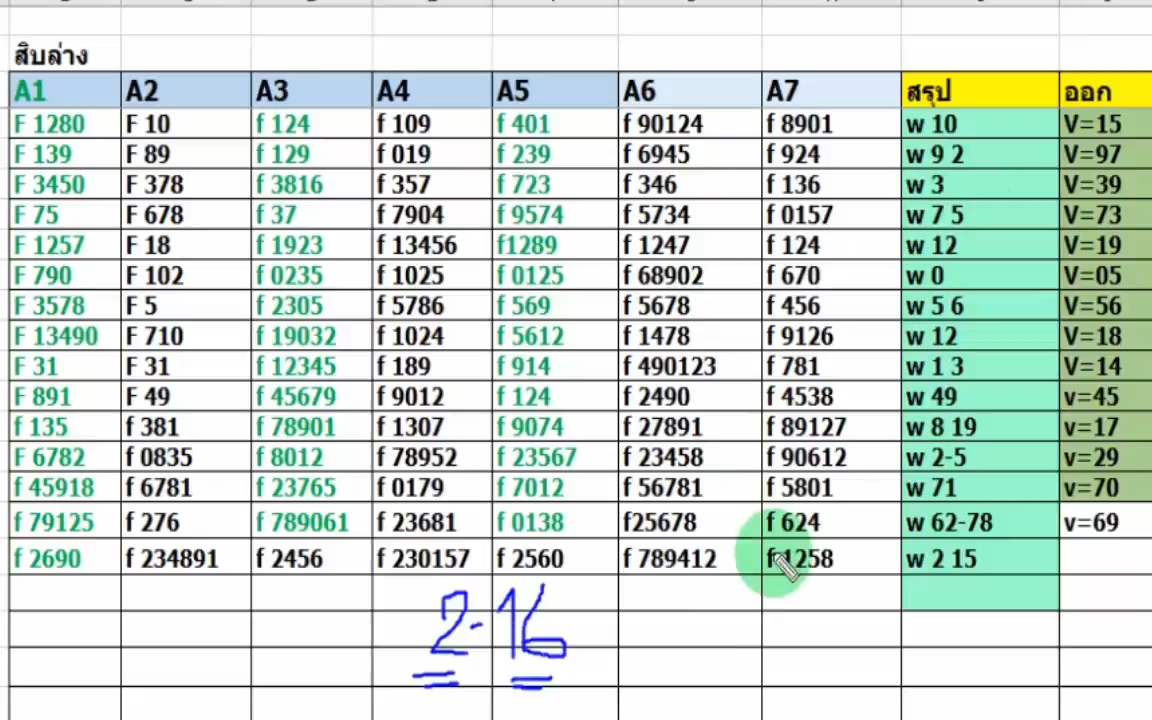 สิบล่าง
A1 A2 A3 A4 A5 A6 A7 สรุป ออก
F 1280 F 10 f 124 f 109 f 401 f 90124 f 8901 w 10 V=15
F 139 F 89 f 129 f 019 f 239 f 6945 f 924 w 9 2 V=97
F 3450 F 378 f 3816 f 357 f 723 f 346 f 136 w 3 V=39
F 75 F 678 f 37 f 7904 f 9574 f 5734 f 0157 w 7 5 V=73
F 1257 F 18 f 1923 f 13456 f1289 f 1247 f 124 w 12 V=19
F 790 F 102 f 0235 f 1025 f 0125 f 68902 f 670 w 0 V=05
F 3578 F 5 f 2305 f 5786 f 569 f 5678 f 456 w 5 6 V=56
F 13490 F 710 f 19032 f 1024 f 5612 f 1478 f 9126 w 12 V=18
F 31 F 31 f 12345 f 189 f 914 f 490123 f 781 w 1 3 V=14
F 891 F 49 f 45679 f 9012 f 124 f 2490 f 4538 w 49 v=45
f 135 f 381 f 78901 f 1307 f 9074 f 27891 f 89127 w 8 19 v=17
F 6782 f 0835 f 8012 f 78952 f 23567 f 23458 f 90612 w 2-5 v=29
f 45918 f 6781 f 23765 f 0179 f 7012 f 56781 f 5801 w 71 v=70
f 79125 f 276 f 789061 f 23681 f 0138 f25678 f 624 w 62-78 v=69
f 2690 f 234891 f 2456 f 230157 f 2560 f 789412 f 1258 w 2 15
2-16